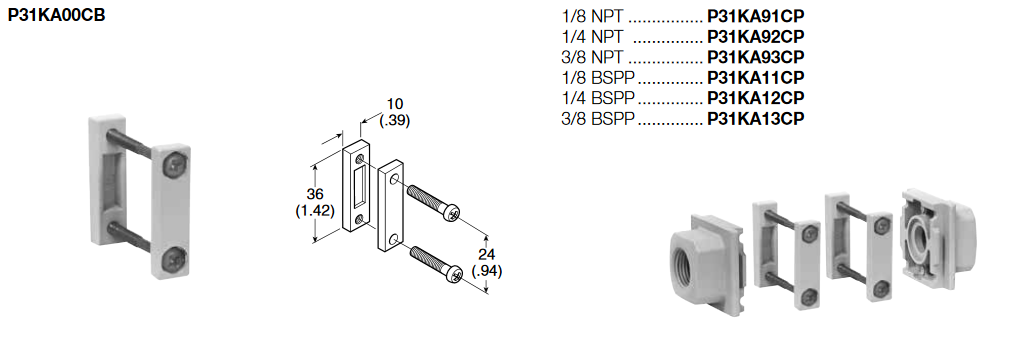 P31KA00CB
10
(.39)
36
(1.42)
24
(.94)
1/8 NPT ................ P31KA91CP
1/4 NPT ............... P31KA92CP
3/8 NPT ................ P31KA93CP
1/8 BSPP .............. P31KA11CP
1/4 BSPP .............. P31KA12CP
3/8 BSPP .............. P31KA13CP